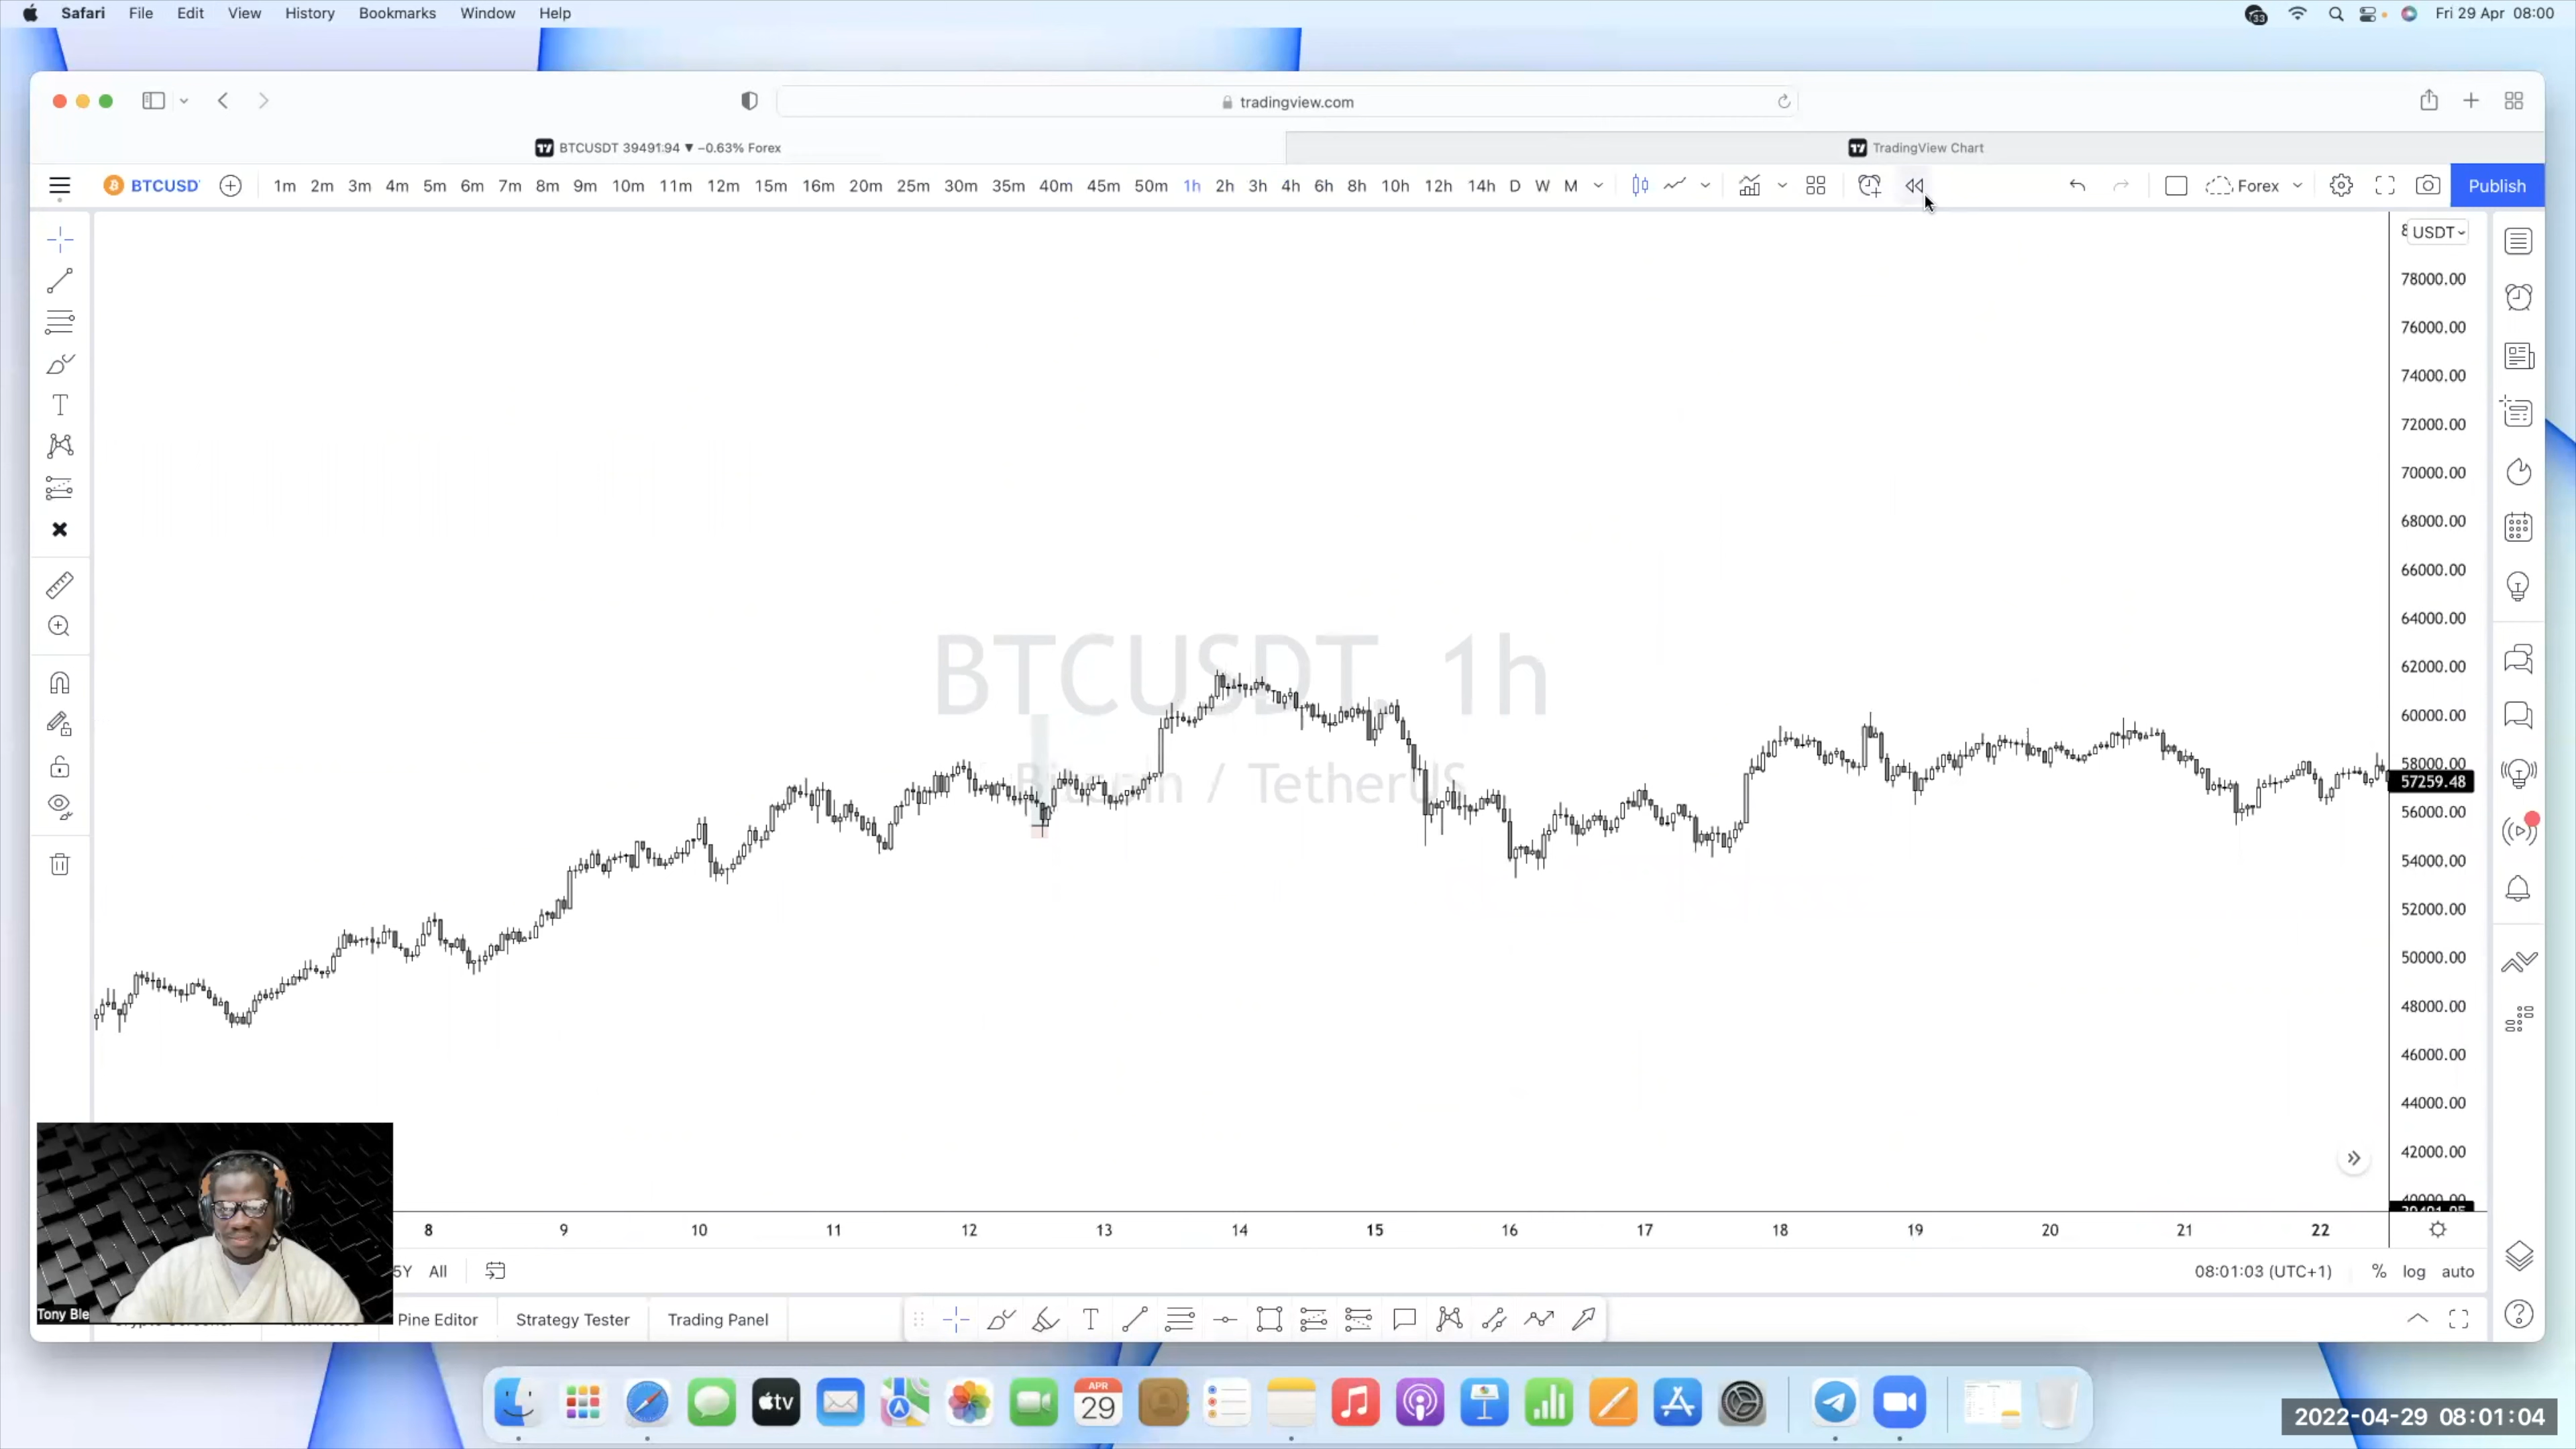 Safari File Edit View History Bookmarks Window Help
33 Fri 29 Apr 08:00
tradingview.com
BTCUSDT 39491.94 ▼ −0.63% Forex
TradingView Chart
BTCUSD 1m 2m 3m 4m 5m 6m 7m 8m 9m 10m 11m 12m 15m 16m 20m 25m 30m 35m 40m 45m 50m 1h 2h 3h 4h 6h 8h 10h 12h 14h D W M Forex Publish
USDT
78000.00
76000.00
74000.00
72000.00
70000.00
68000.00
66000.00
64000.00
62000.00
60000.00
58000.00
57259.48
56000.00
54000.00
52000.00
50000.00
48000.00
46000.00
44000.00
42000.00
BTCUSDT, 1h
Bitcoin / TetherUS
8 9 10 11 12 13 14 15 16 17 18 19 20 21 22
5Y All
08:01:03 (UTC+1) % log auto
Tony Ble
Pine Editor Strategy Tester Trading Panel
tv
APR
29
2022-04-29 08:01:04